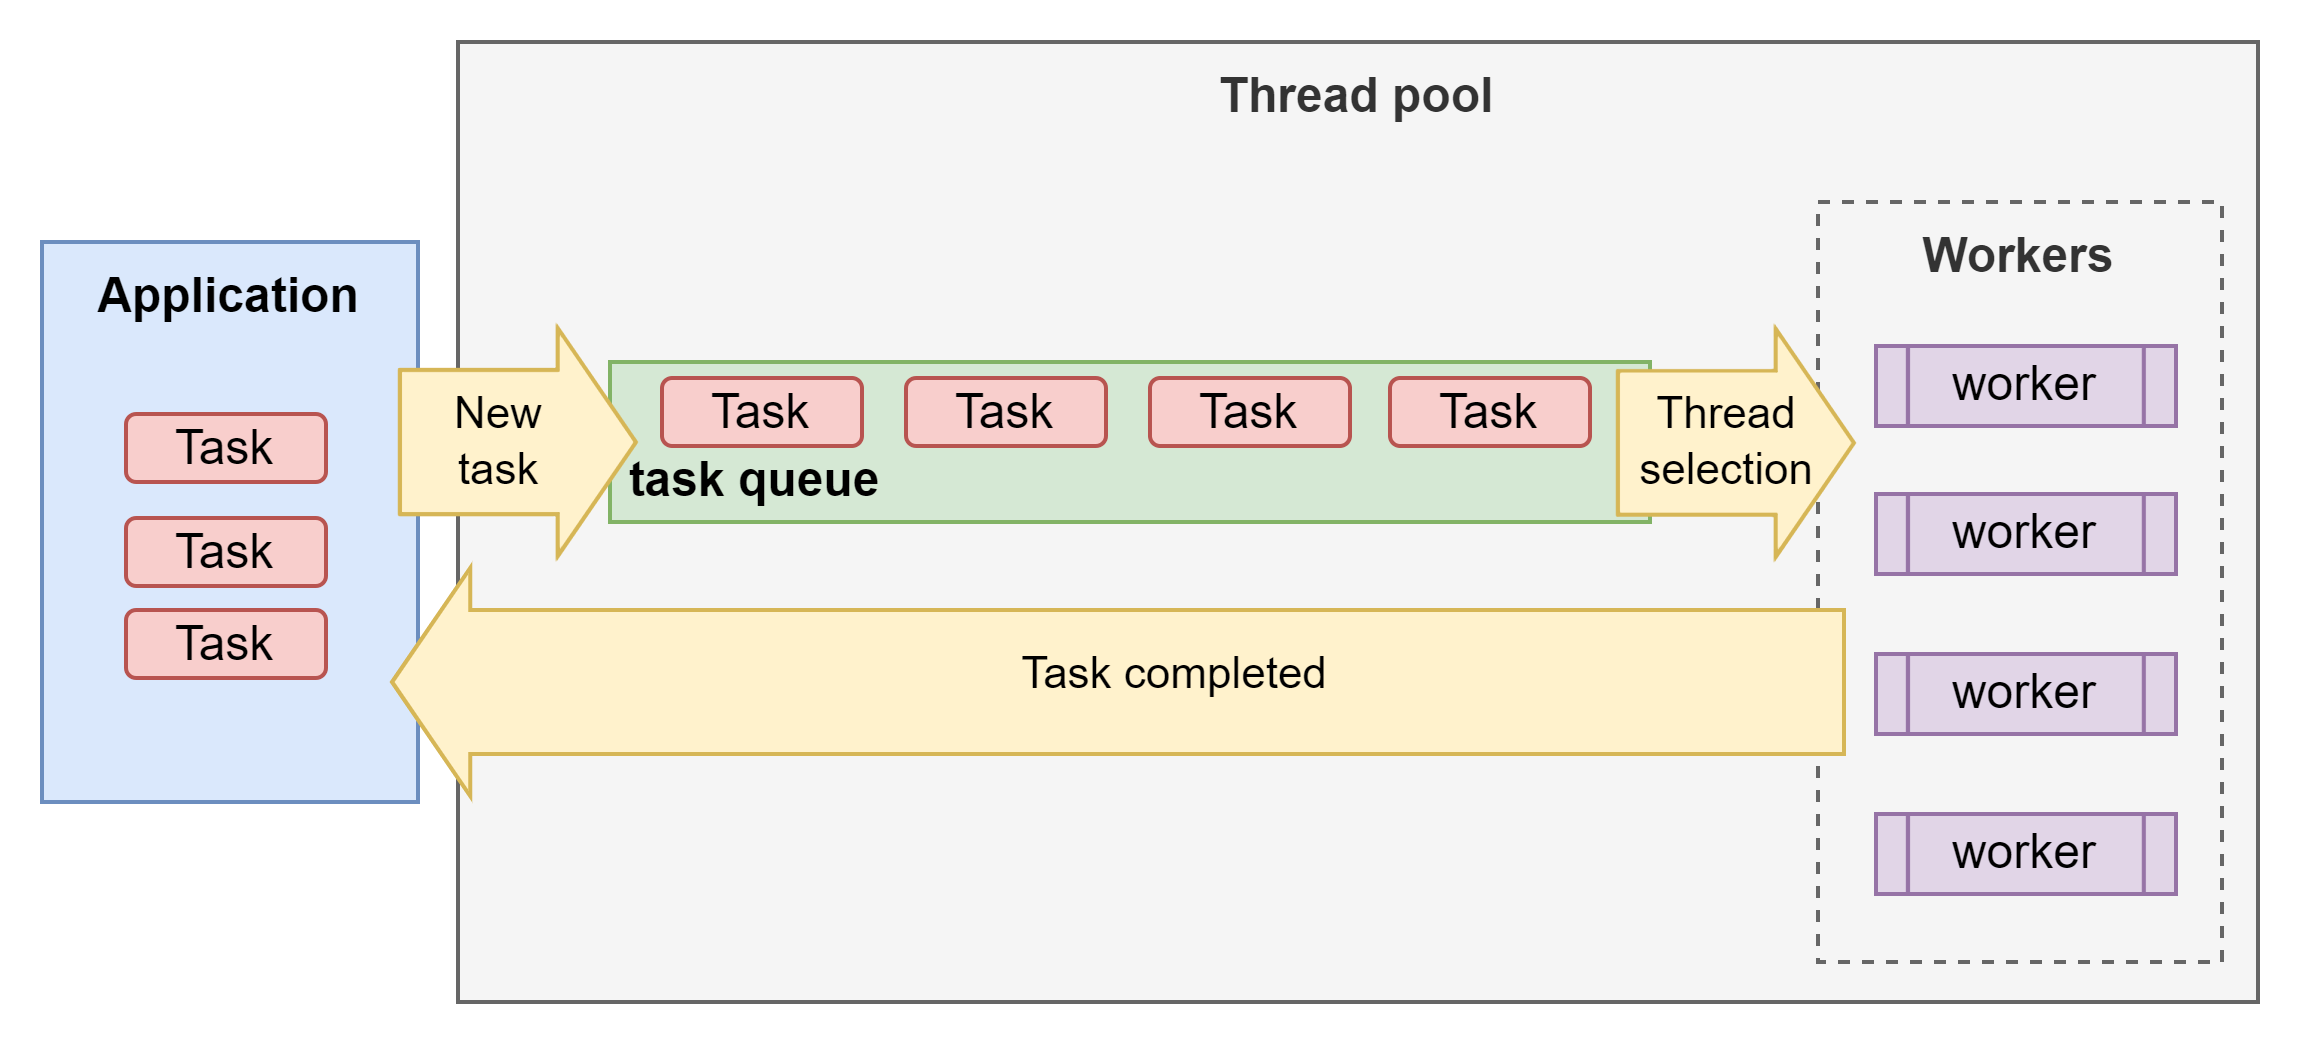 Thread pool
Application
Task
Task
Task
New
task
Task
Task
Task
Task
task queue
Thread
selection
Task completed
Workers
worker
worker
worker
worker